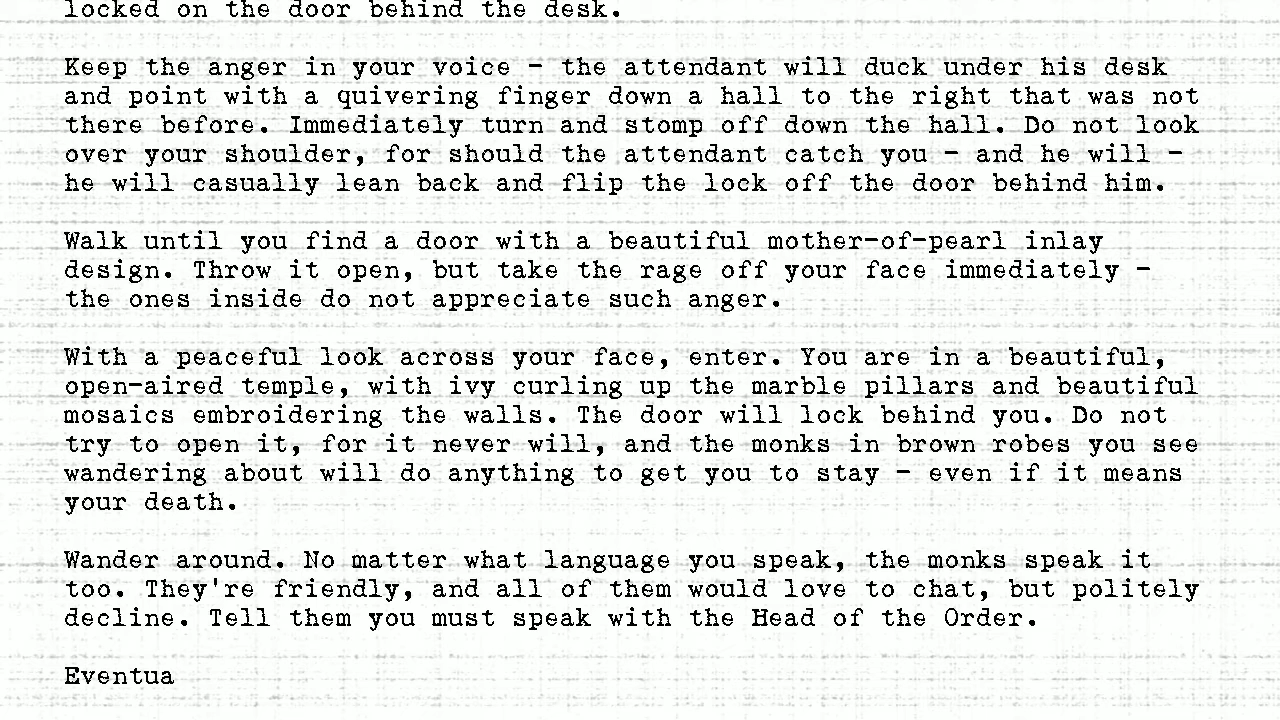 locked on the door behind the desk.
Keep the anger in your voice – the attendant will duck under his desk
and point with a quivering finger down a hall to the right that was not
there before. Immediately turn and stomp off down the hall. Do not look
over your shoulder, for should the attendant catch you – and he will –
he will casually lean back and flip the lock off the door behind him.
Walk until you find a door with a beautiful mother-of-pearl inlay
design. Throw it open, but take the rage off your face immediately –
the ones inside do not appreciate such anger.
With a peaceful look across your face, enter. You are in a beautiful,
open-aired temple, with ivy curling up the marble pillars and beautiful
mosaics embroidering the walls. The door will lock behind you. Do not
try to open it, for it never will, and the monks in brown robes you see
wandering about will do anything to get you to stay – even if it means
your death.
Wander around. No matter what language you speak, the monks speak it
too. They're friendly, and all of them would love to chat, but politely
decline. Tell them you must speak with the Head of the Order.
Eventua